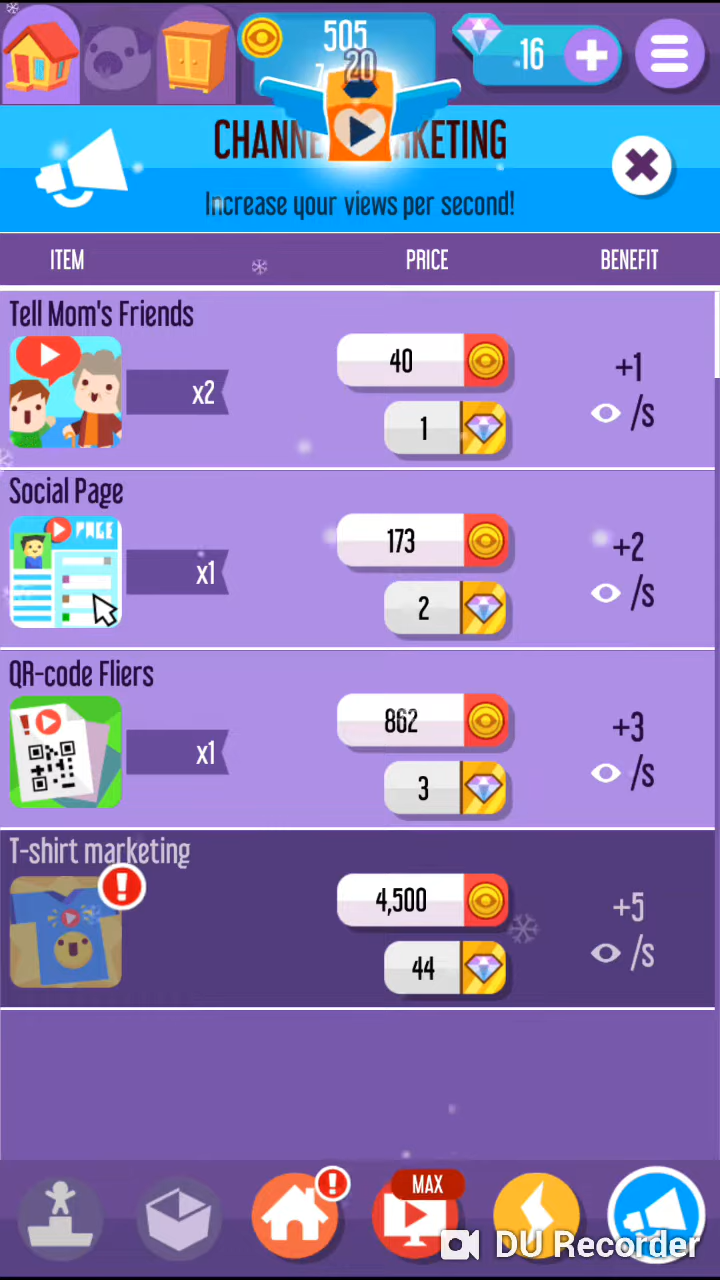 505
16
7
20
CHANNE KETING
Increase your views per second!
ITEM PRICE BENEFIT
Tell Mom's Friends
x2
40
1
+1
/s
Social Page
PAGE
x1
173
2
+2
/s
QR-code Fliers
x1
862
3
+3
/s
T-shirt marketing
4,500
44
+5
/s
MAX
DU Recorder